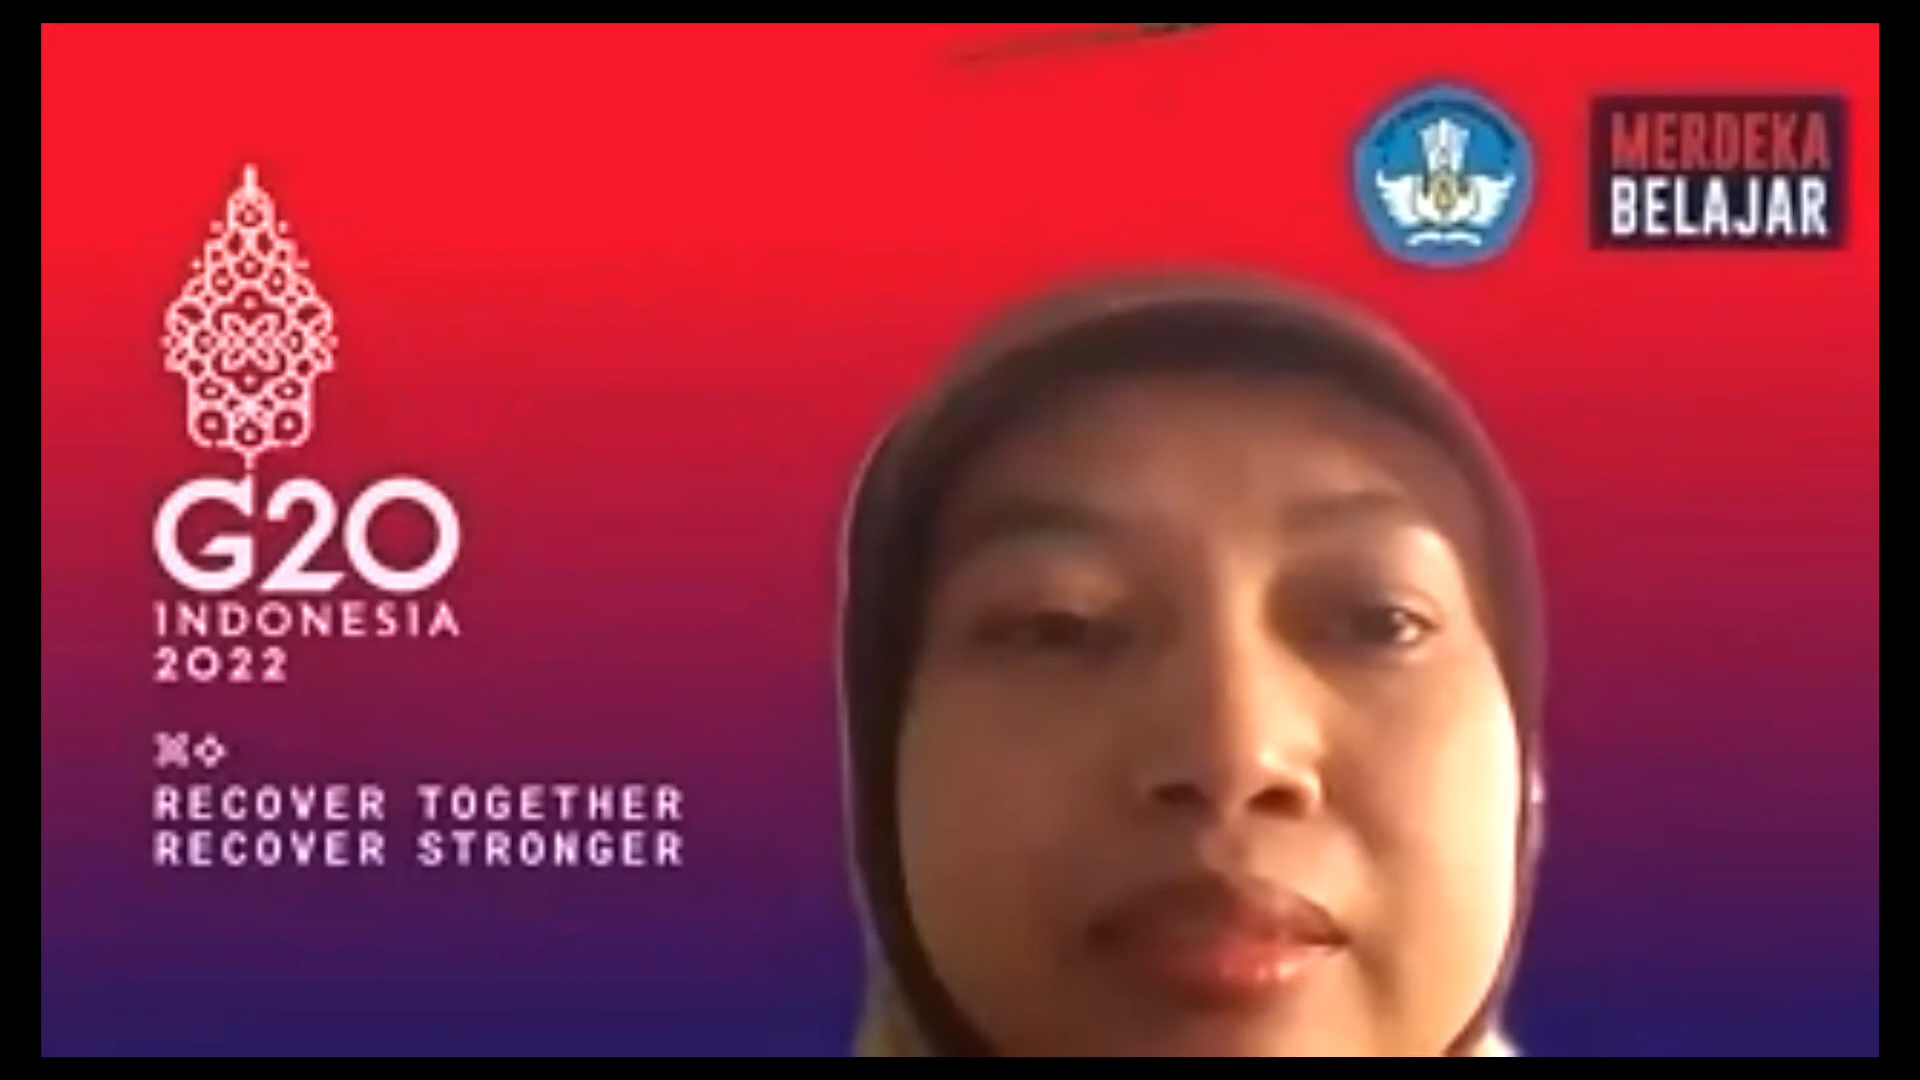 G20
INDONESIA
2022
RECOVER TOGETHER
RECOVER STRONGER
MERDEKA
BELAJAR